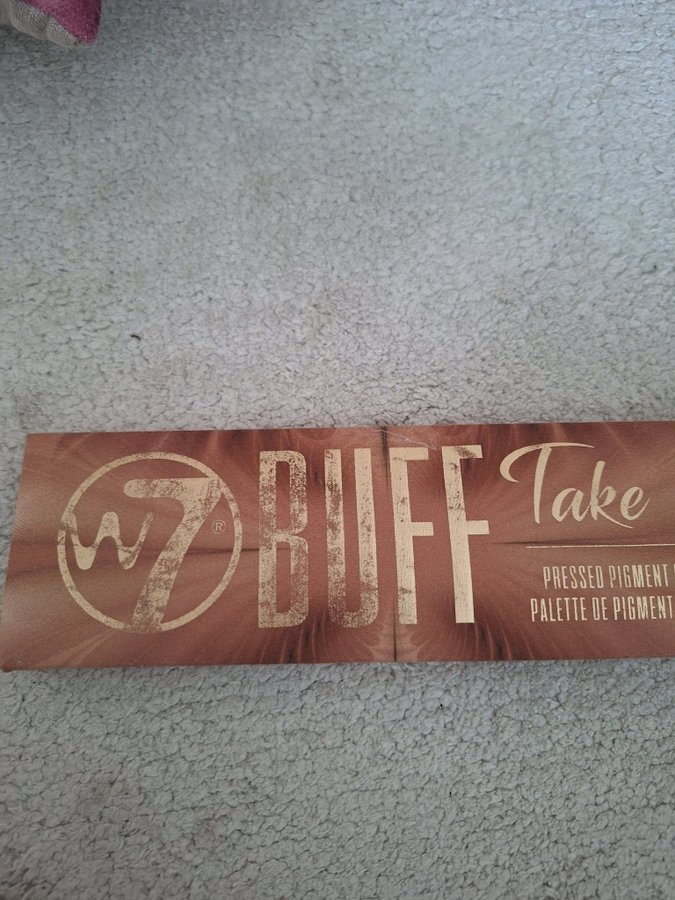 W7® BUFF Take
PRESSED PIGMENT
PALETTE DE PIGMENT